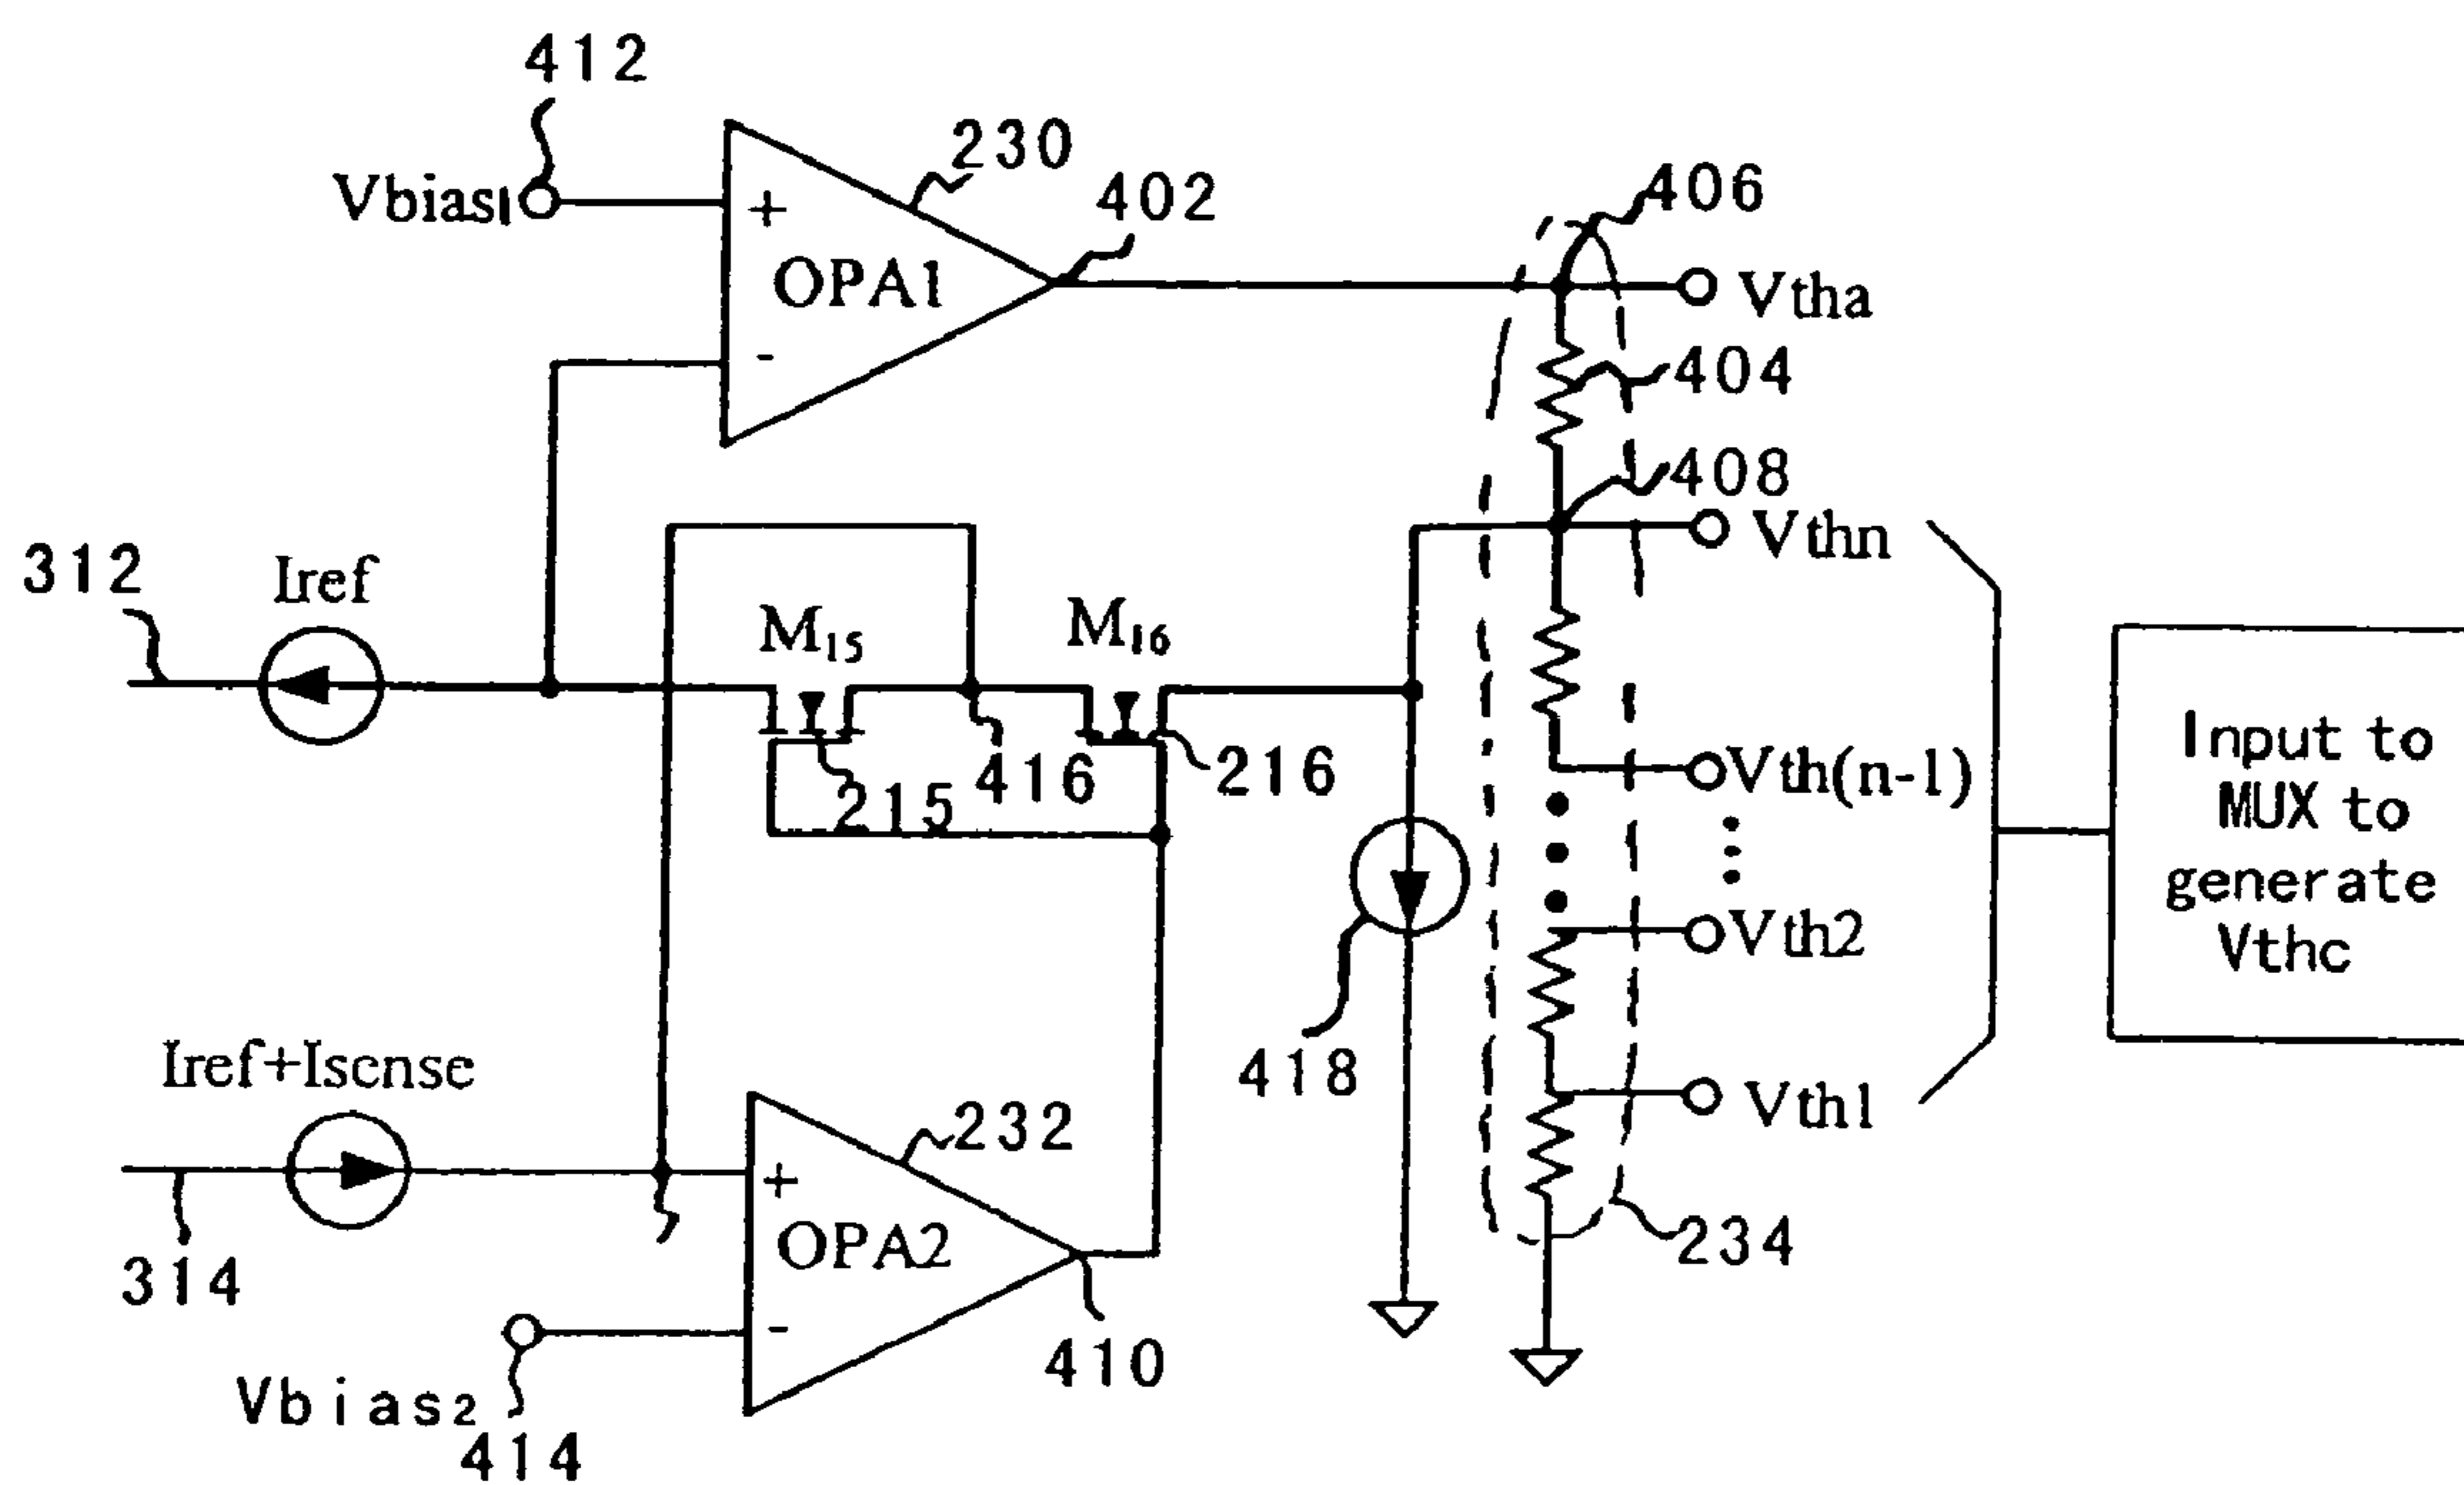 412
230
Vbias1
+
402
406
OPA1
Vtha
-
404
408
Vthn
312
Iref
M15
M16
Input to
MUX to
generate
Vthc
416
216
Vth(n-1)
215
Vth2
418
Iref+Isense
Vth1
232
+
OPA2
234
314
-
410
Vbias2
414